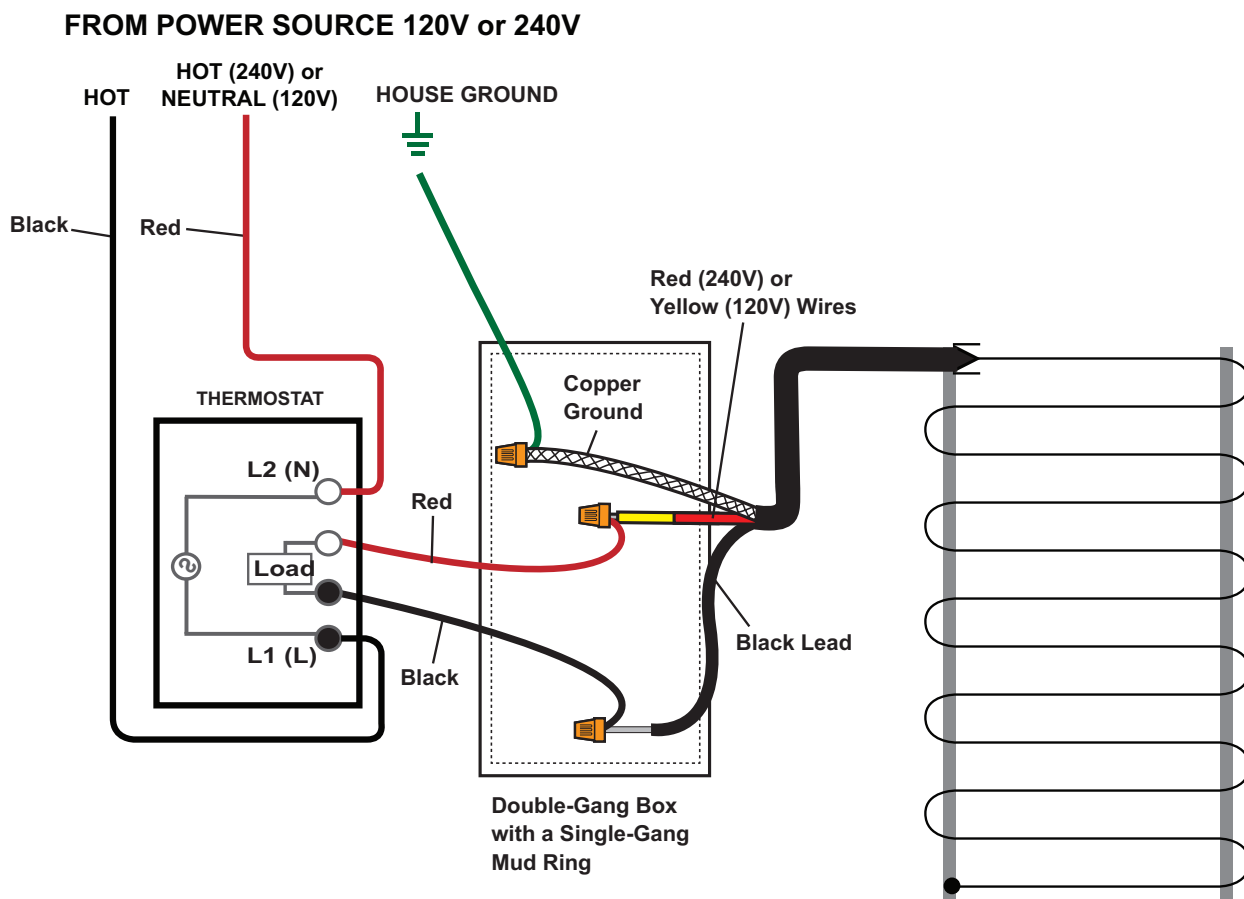 FROM POWER SOURCE 120V or 240V
HOT
HOT (240V) or
NEUTRAL (120V)
HOUSE GROUND
Black
Red
Red (240V) or
Yellow (120V) Wires
THERMOSTAT
Copper
Ground
L2 (N)
Red
Load
L1 (L)
Black
Black Lead
Double-Gang Box
with a Single-Gang
Mud Ring